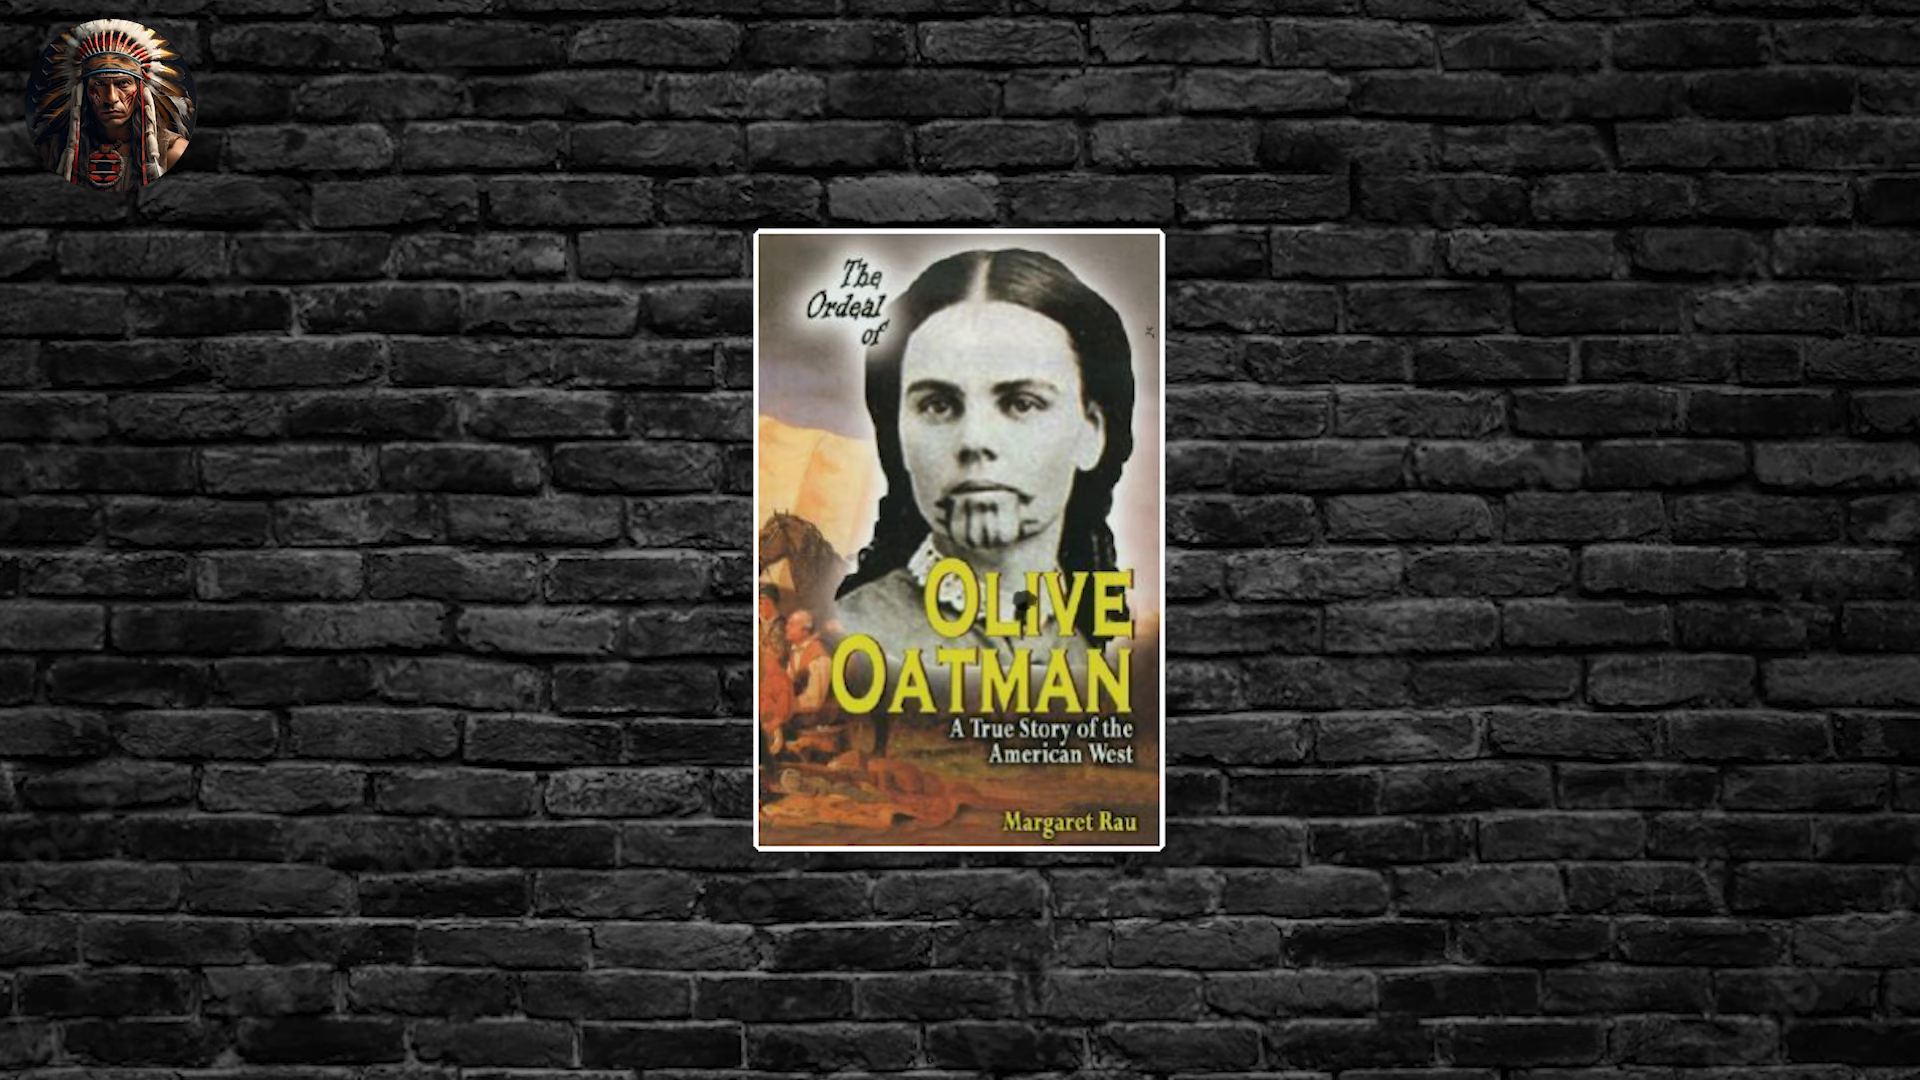 The
Ordeal
of
OLIVE
OATMAN
A True Story of the
American West
Margaret Rau